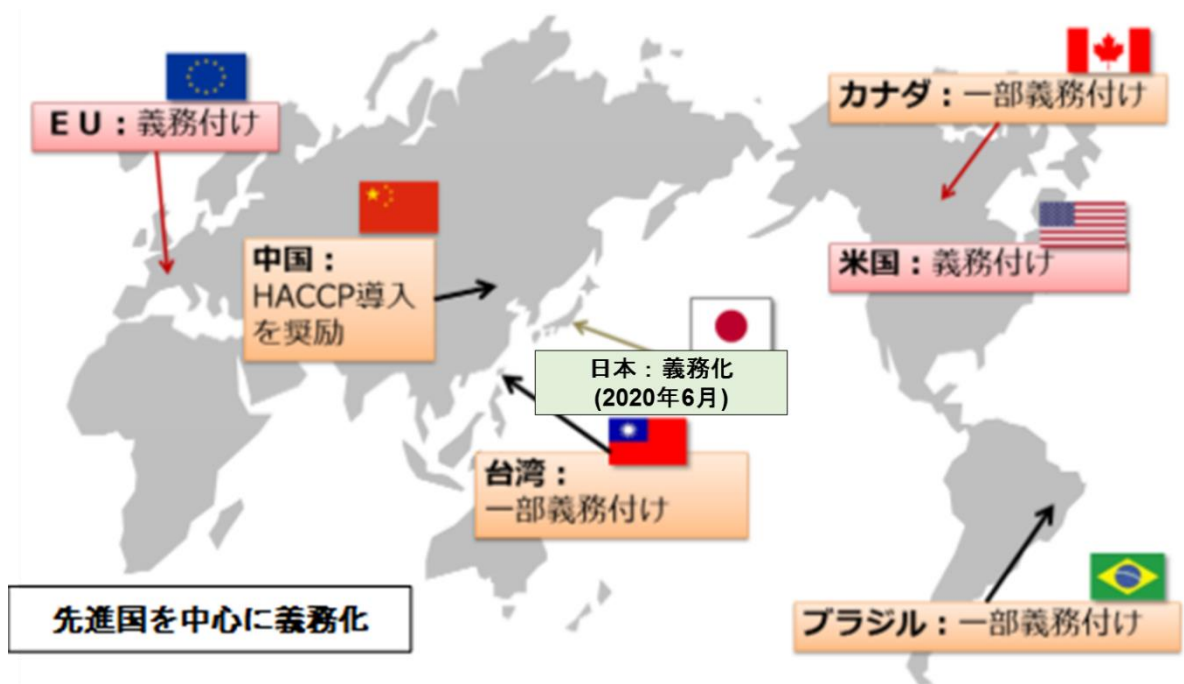 ＥＵ：義務付け
カナダ：一部義務付け
中国：
HACCP導入
を奨励
米国：義務付け
日本：義務化
(2020年6月)
台湾：
一部義務付け
先進国を中心に義務化
ブラジル：一部義務付け